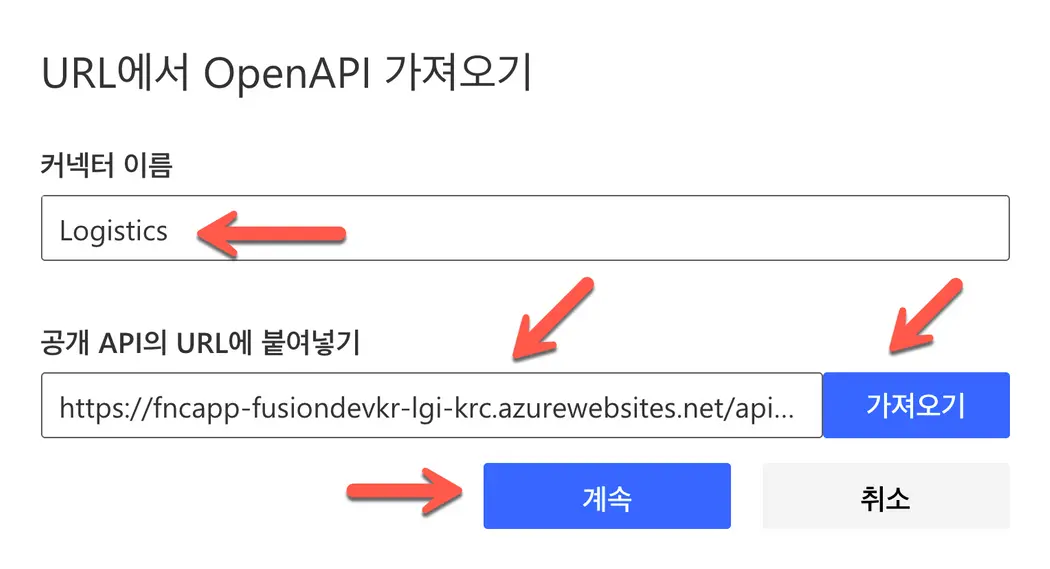 URL에서 OpenAPI 가져오기
커넥터 이름
Logistics
공개 API의 URL에 붙여넣기
https://fncapp-fusiondevkr-lgi-krc.azurewebsites.net/api...
가져오기
계속
취소